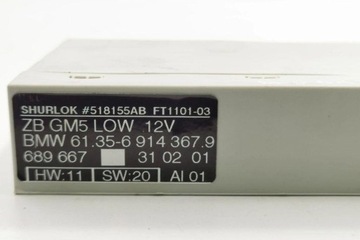 SHURLOK #518155AB FT1101-03
ZB GM5 LOW 12V
BMW 61.35-6 914 367.9
689 667 31 02 01
HW:11 SW:20 AI 01